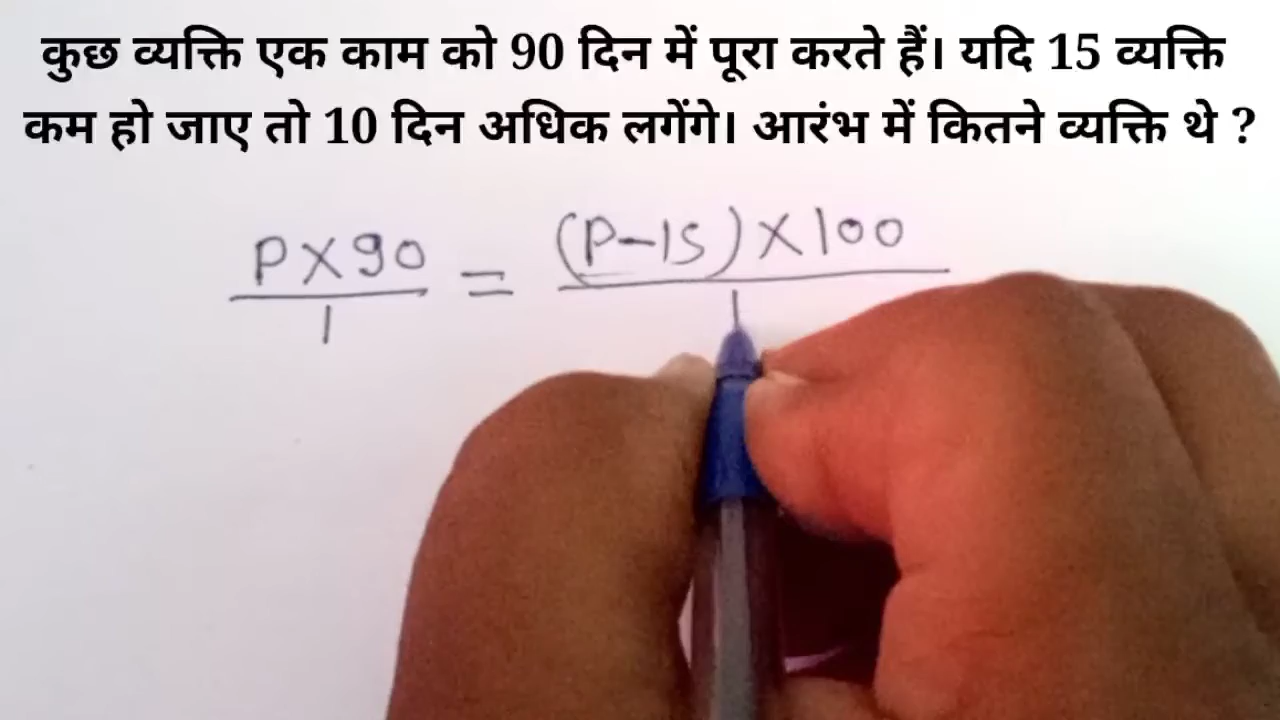 कुछ व्यक्ति एक काम को 90 दिन में पूरा करते हैं। यदि 15 व्यक्ति
कम हो जाए तो 10 दिन अधिक लगेंगे। आरंभ में कितने व्यक्ति थे ?
P×90 = (P-15)×100
1 1